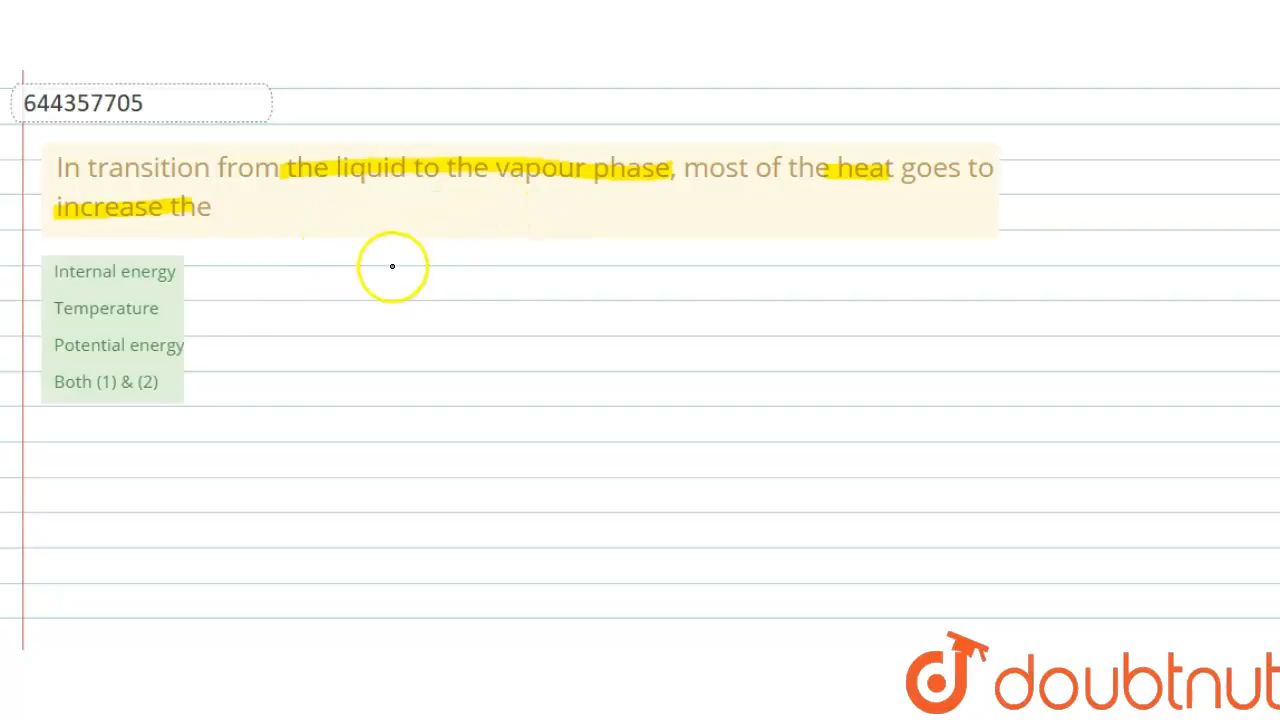 644357705
In transition from the liquid to the vapour phase, most of the heat goes to
increase the
Internal energy
Temperature
Potential energy
Both (1) & (2)
doubtnut